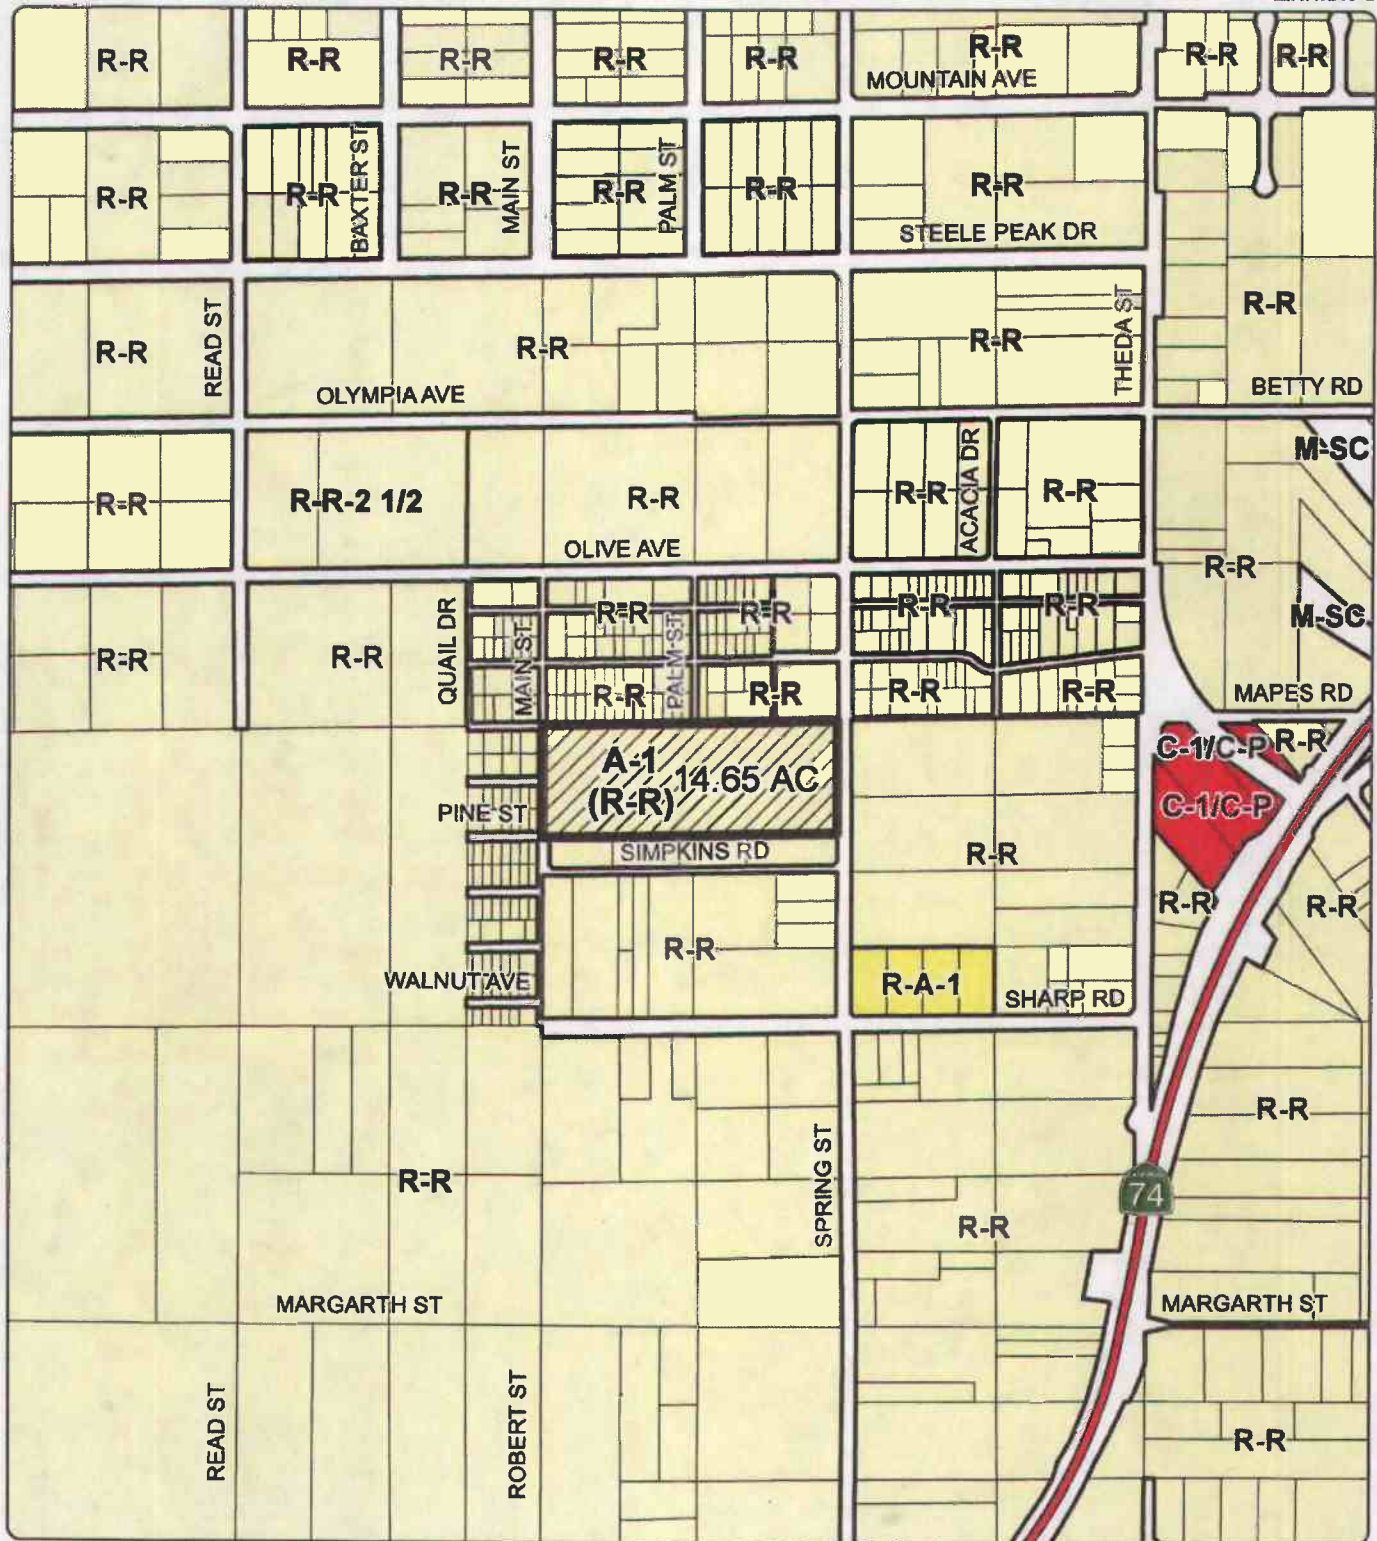 R-R
R-R
R-R
R-R
R-R
R-R
MOUNTAIN AVE
R-R
R-R
R-R
R-R
BAXTER ST
R-R
MAIN ST
R-R
PALM ST
R-R
R-R
STEELE PEAK DR
R-R
READ ST
R-R
OLYMPIA AVE
R-R
THEDA ST
R-R
BETTY RD
R-R
R-R-2 1/2
R-R
OLIVE AVE
R-R
ACACIA DR
R-R
M-SC
R-R
M-SC
MAPES RD
R-R
R-R
QUAIL DR
MAIN ST
R-R
PALM ST
R-R
R-R
R-R
R-R
R-R
R-R
R-R
A-1
(R-R)
14.65 AC
C-1/C-P
R-R
C-1/C-P
PINE ST
SIMPKINS RD
R-R
R-R
R-R
R-R
WALNUT AVE
R-A-1
SHARP RD
R-R
R-R
SPRING ST
74
R-R
MARGARTH ST
MARGARTH ST
READ ST
ROBERT ST
R-R